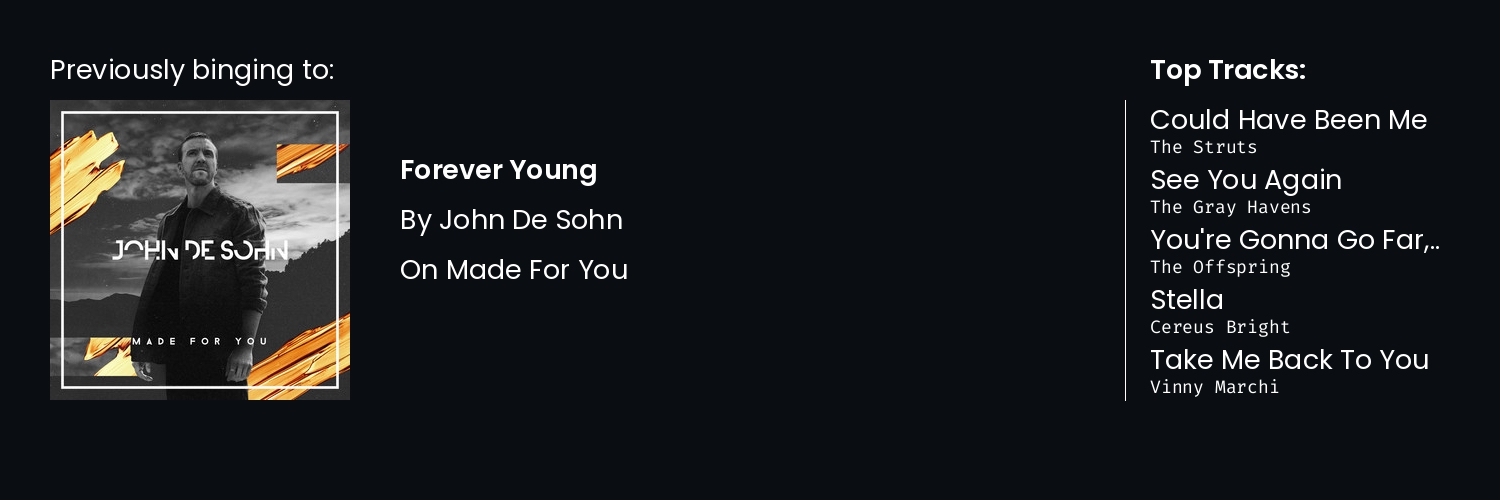 Previously binging to:
JOHN DE SOHN
MADE FOR YOU
Forever Young
By John De Sohn
On Made For You
Top Tracks:
Could Have Been Me
The Struts
See You Again
The Gray Havens
You're Gonna Go Far,..
The Offspring
Stella
Cereus Bright
Take Me Back To You
Vinny Marchi